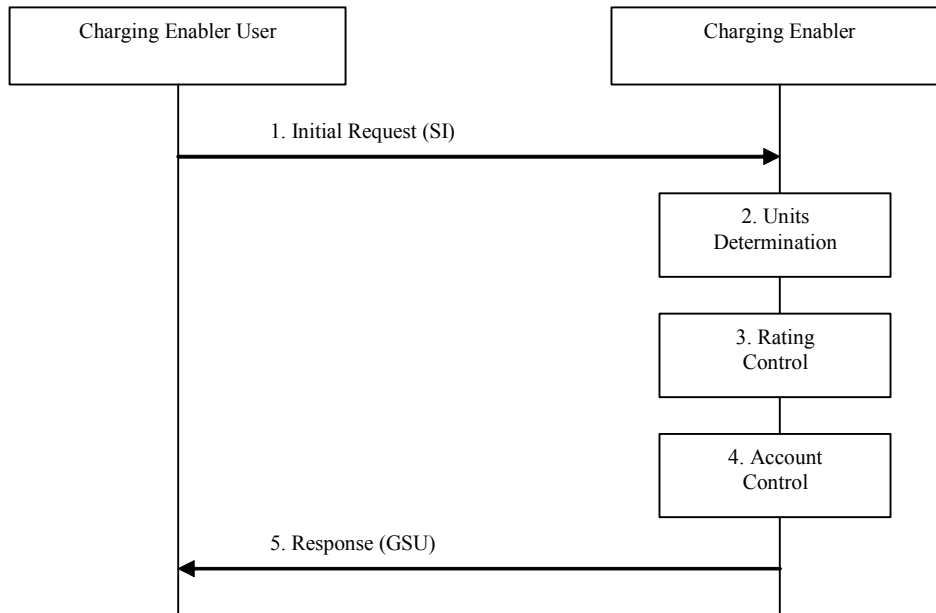 Charging Enabler User
Charging Enabler
1. Initial Request (SI)
2. Units
Determination
3. Rating
Control
4. Account
Control
5. Response (GSU)